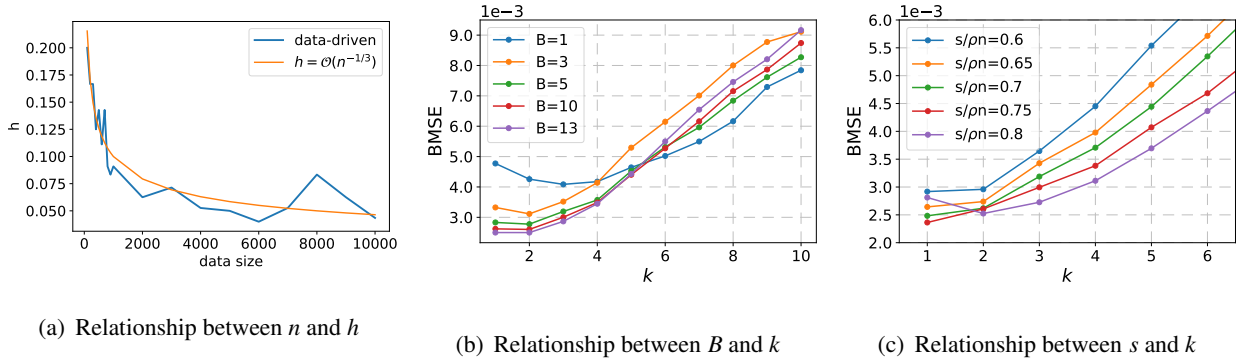 0.200
0.175
0.150
0.125
0.100
0.075
0.050
h
0
2000
4000
6000
8000
10000
data size
data-driven
h = 𝒪(n⁻¹/³)
(a) Relationship between n and h
1e−3
9.0
8.0
7.0
6.0
5.0
4.0
3.0
BMSE
2
4
6
8
10
k
B=1
B=3
B=5
B=10
B=13
(b) Relationship between B and k
1e−3
6.0
5.5
5.0
4.5
4.0
3.5
3.0
2.5
2.0
BMSE
1
2
3
4
5
6
k
s/ρn=0.6
s/ρn=0.65
s/ρn=0.7
s/ρn=0.75
s/ρn=0.8
(c) Relationship between s and k